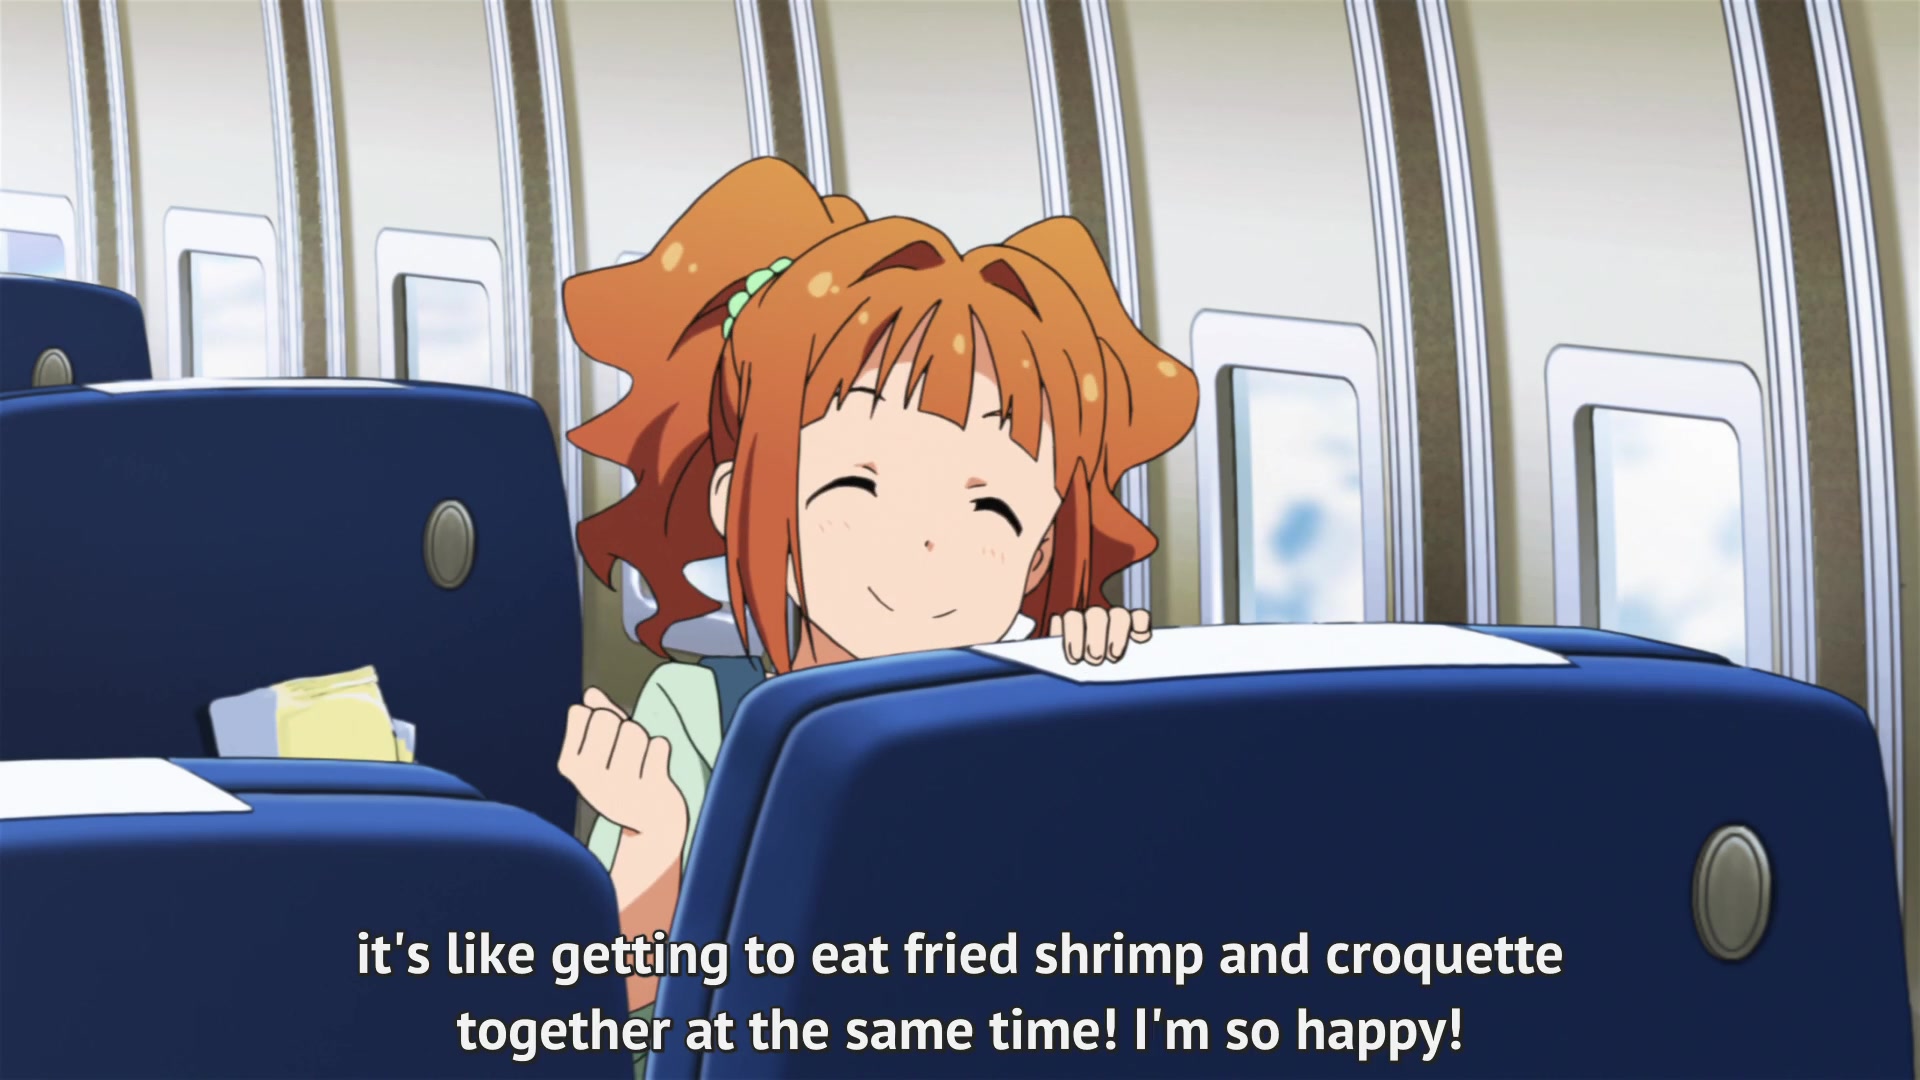 it's like getting to eat fried shrimp and croquette
together at the same time! I'm so happy!